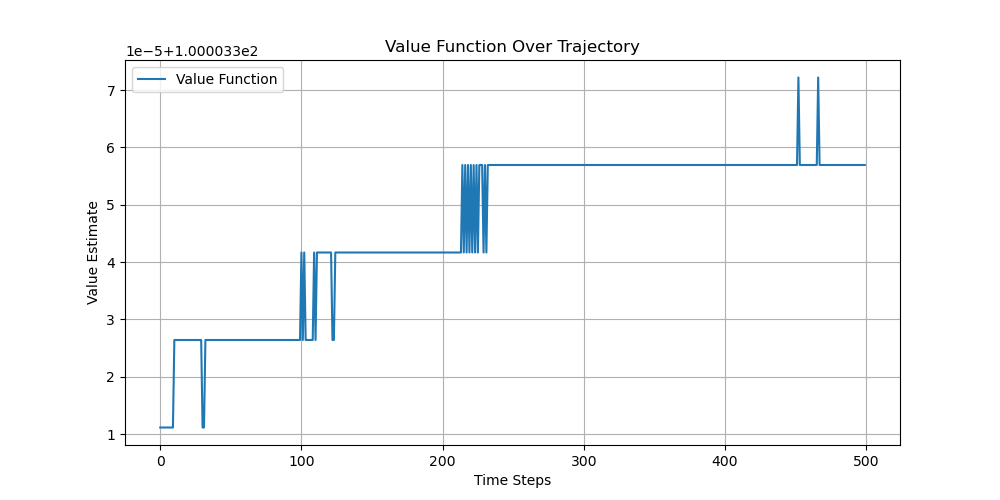 Value Function Over Trajectory
1e−5+1.000033e2
Value Function
Value Estimate
7
6
5
4
3
2
1
0
100
200
300
400
500
Time Steps